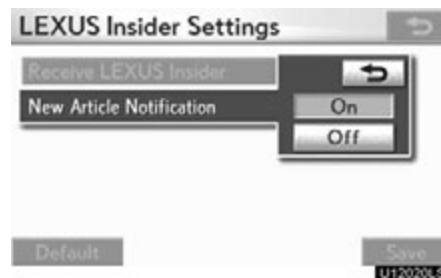 LEXUS Insider Settings
Receive LEXUS Insider
New Article Notification
On
Off
Default
Save